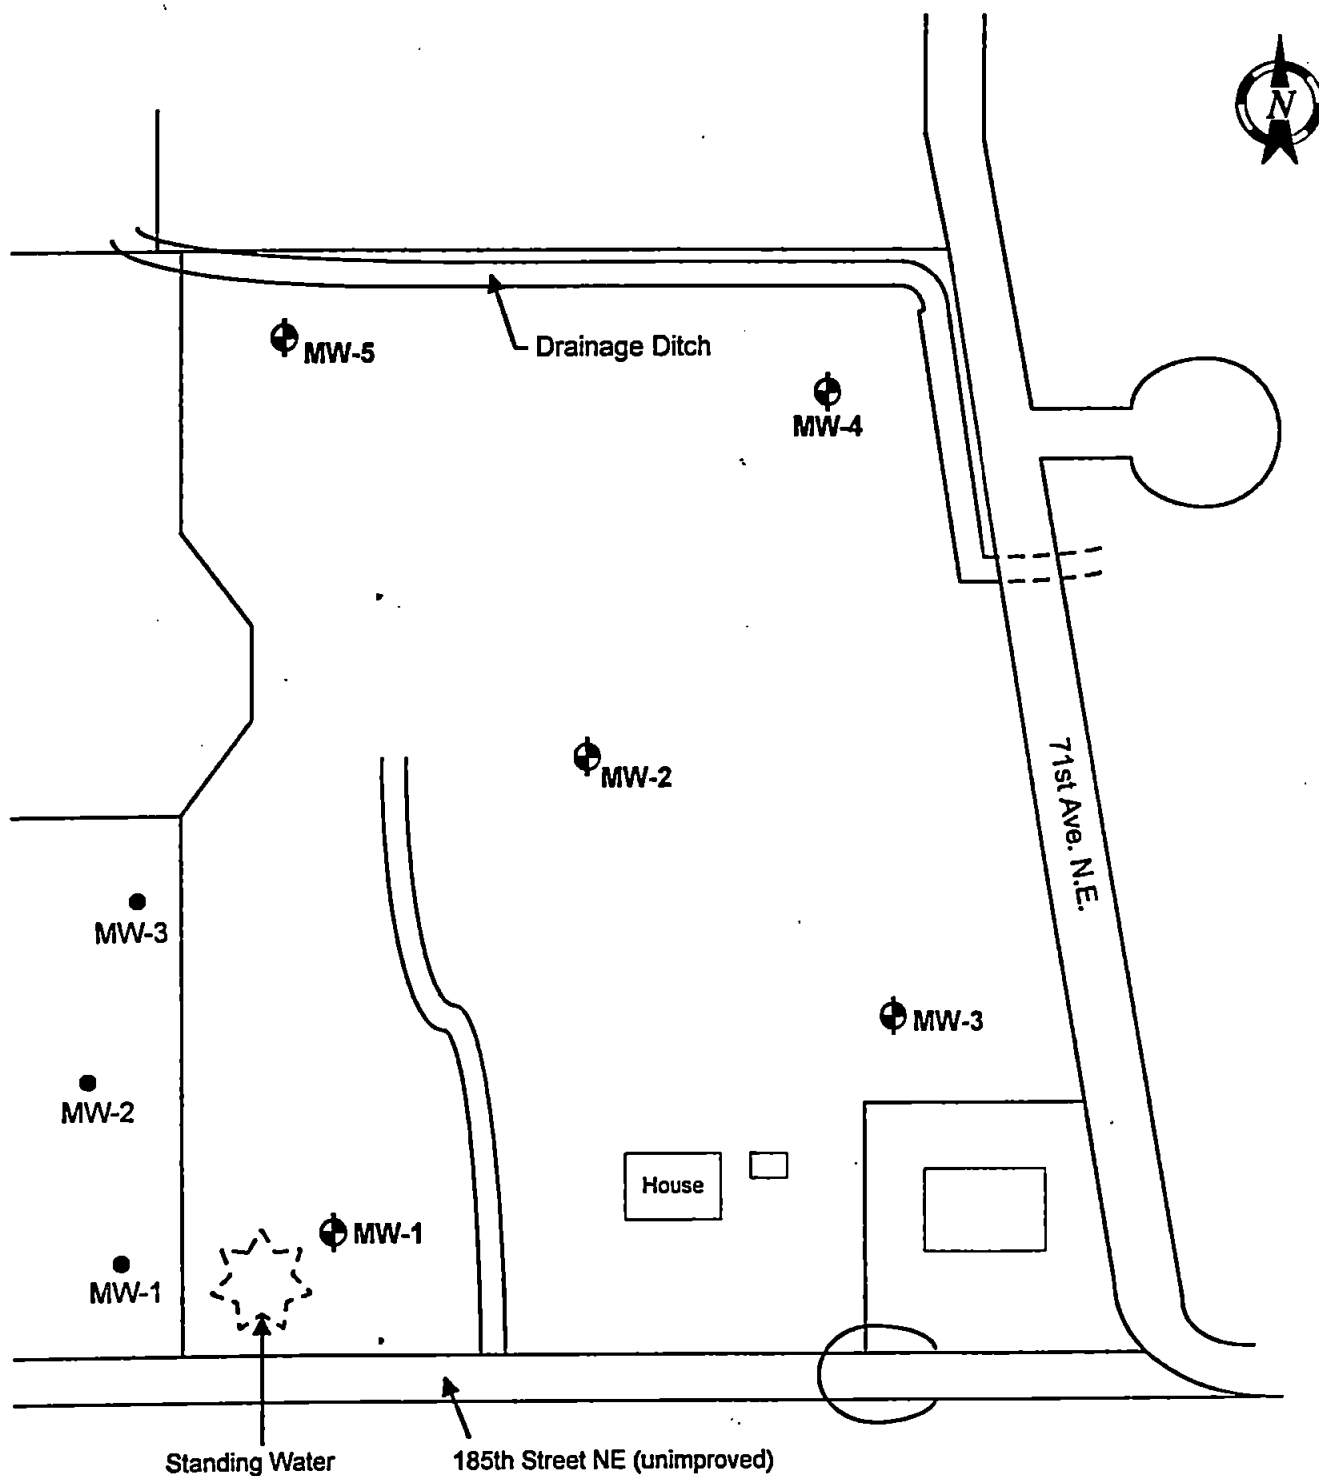 N
MW-5
Drainage Ditch
MW-4
MW-2
71st Ave. N.E.
MW-3
MW-3
MW-2
House
MW-1
MW-1
Standing Water
185th Street NE (unimproved)